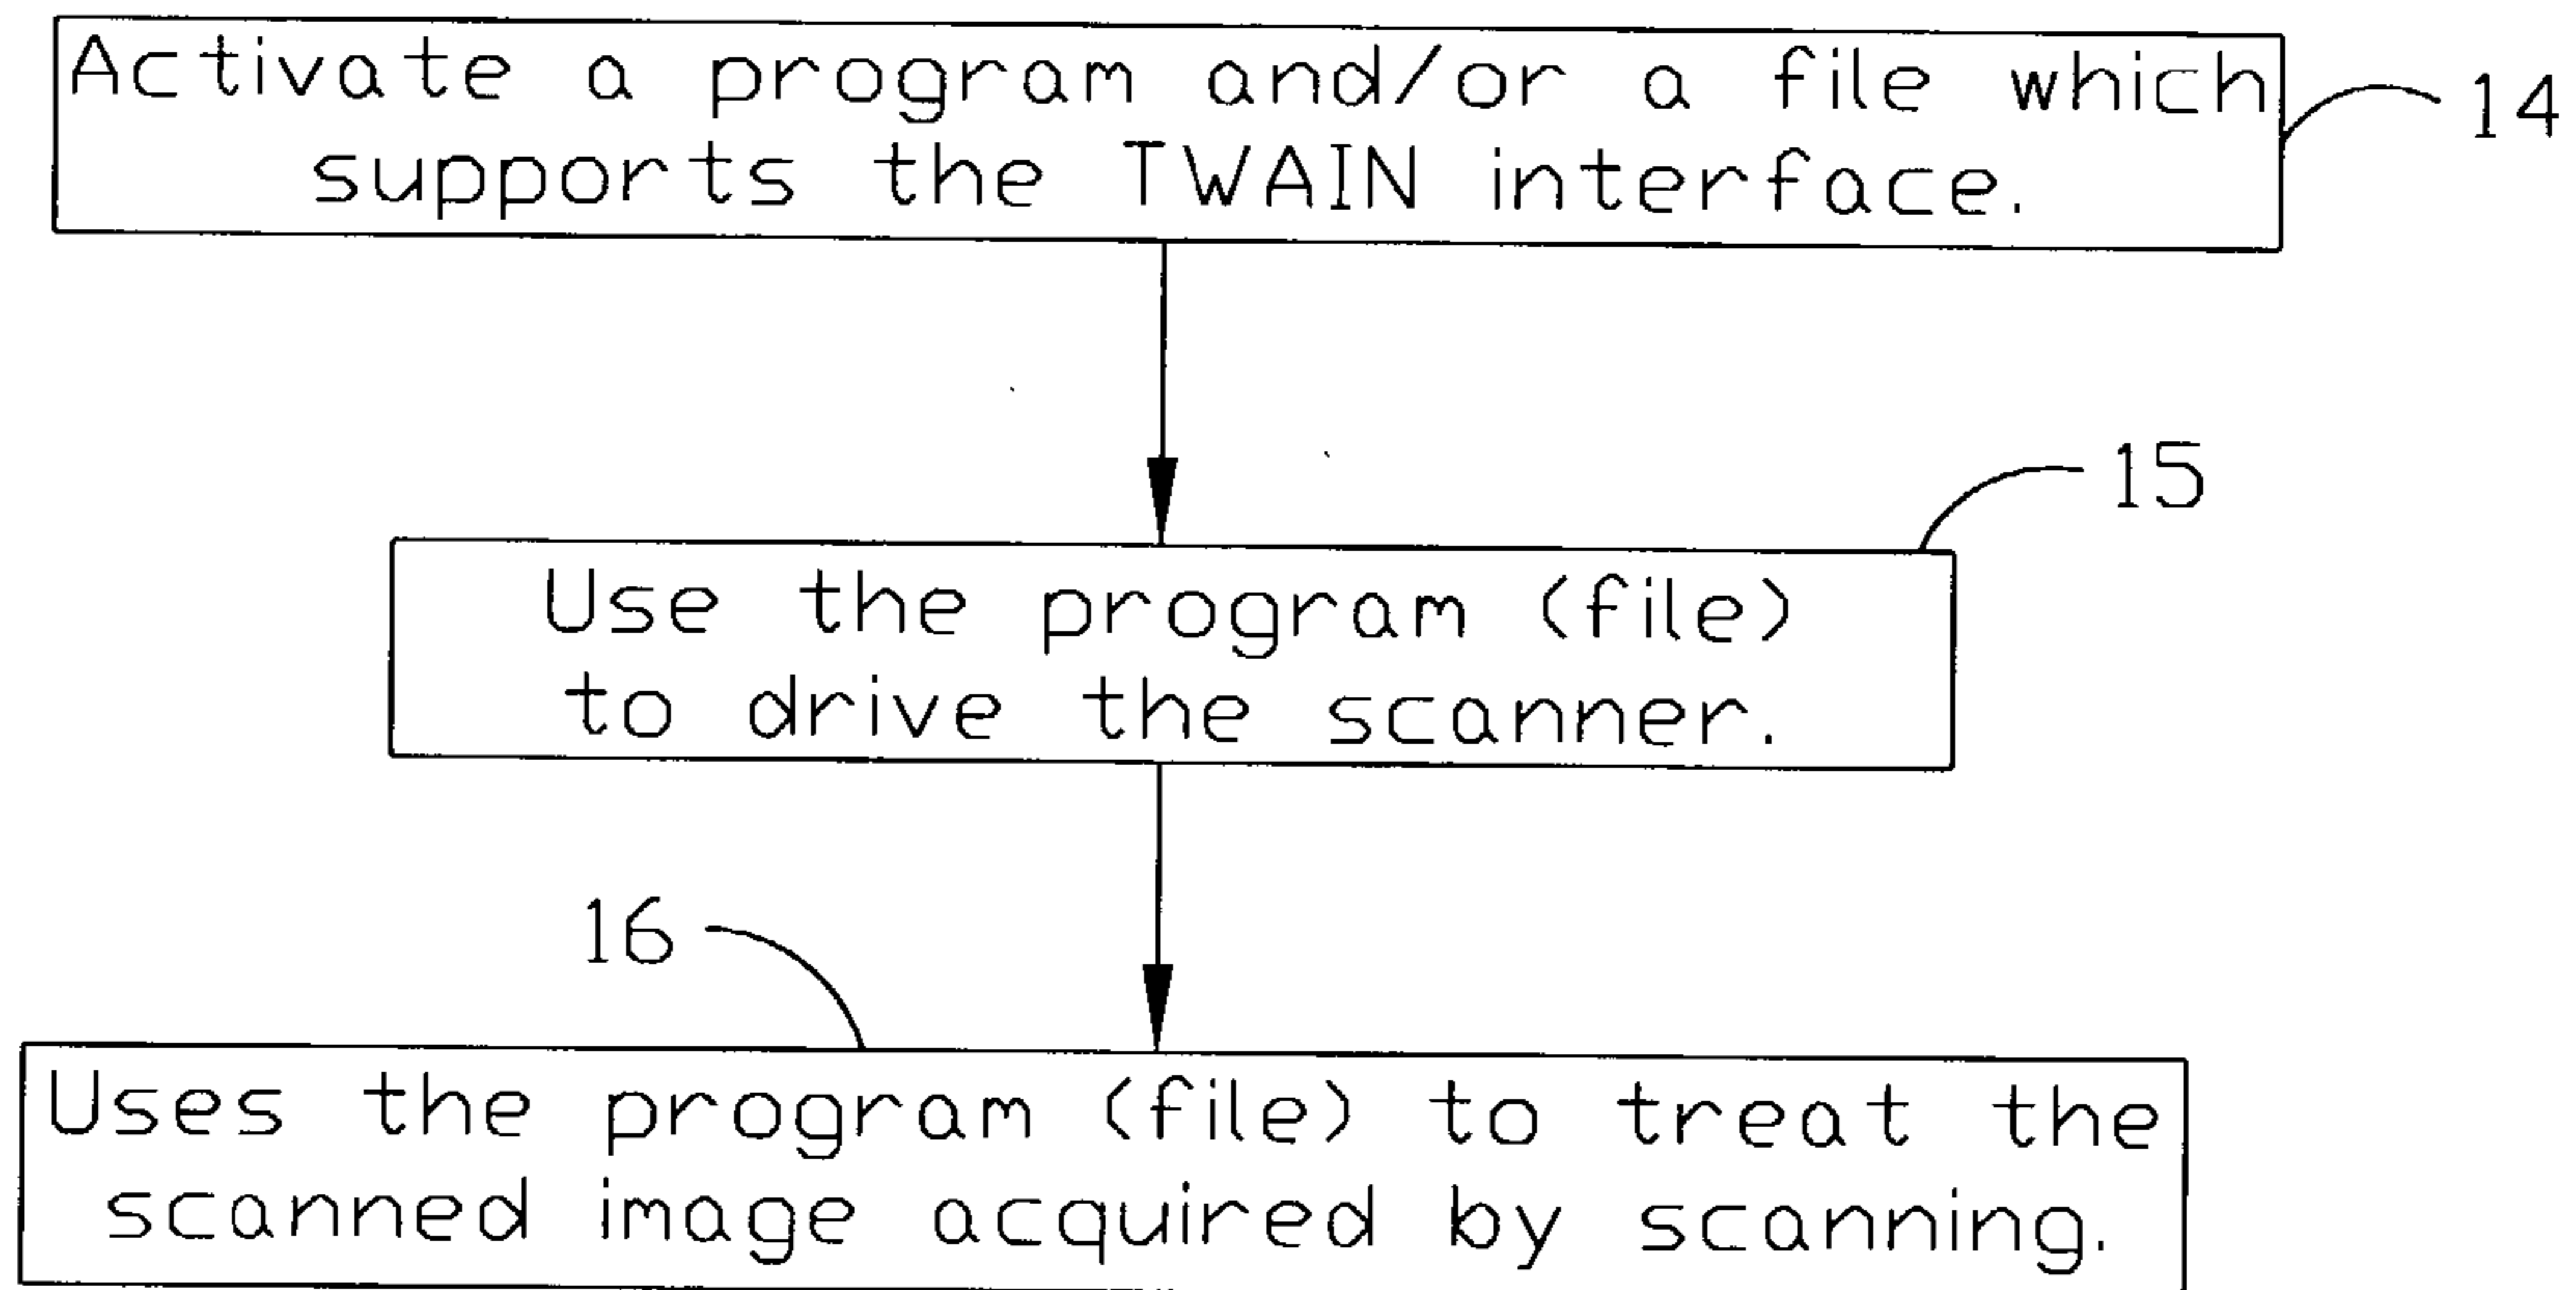 Activate a program and/or a file which
supports the TWAIN interface.
14
15
Use the program (file)
to drive the scanner.
16
Uses the program (file) to treat the
scanned image acquired by scanning.